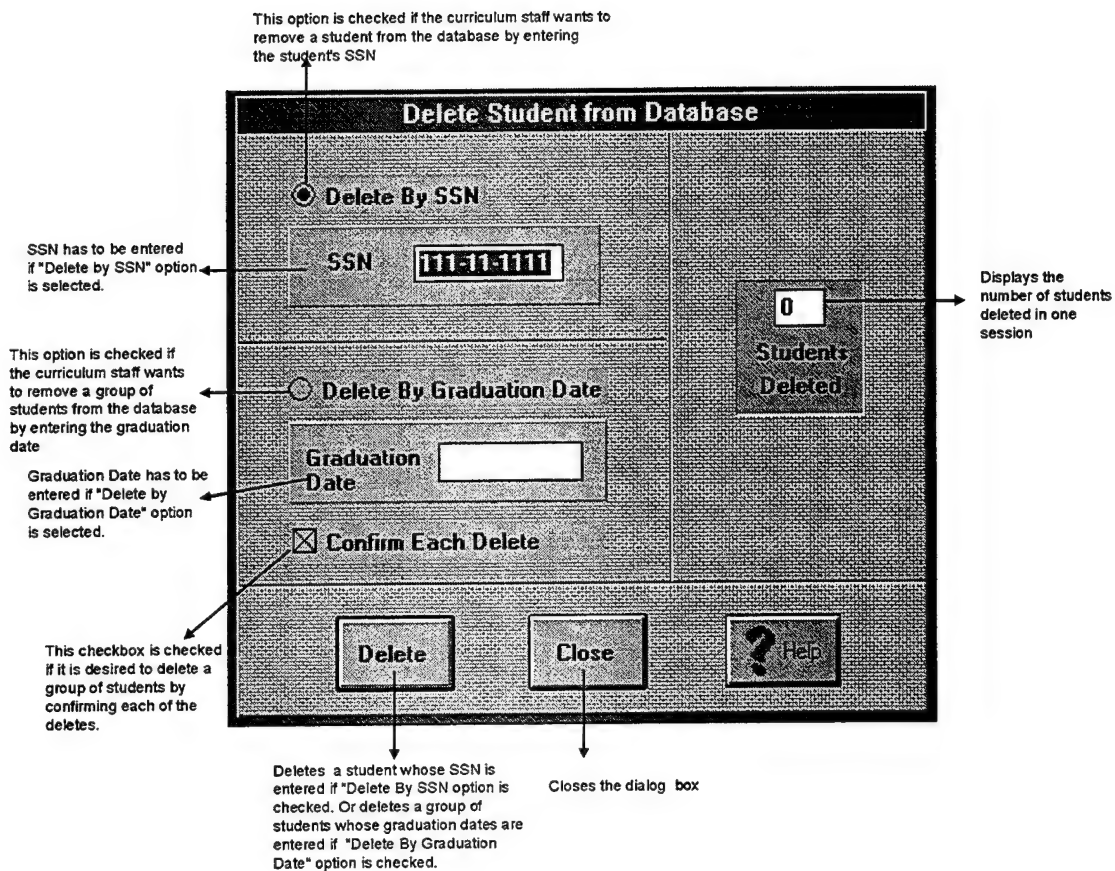 This option is checked if the curriculum staff wants to
remove a student from the database by entering
the student's SSN
Delete Student from Database
Delete By SSN
SSN has to be entered
if "Delete by SSN" option
is selected.
SSN 111-11-1111
Displays the
number of students
deleted in one
session
0
Students
Deleted
This option is checked if
the curriculum staff wants
to remove a group of
students from the database
by entering the graduation
date
Delete By Graduation Date
Graduation Date has to be
entered if "Delete by
Graduation Date" option
is selected.
Graduation
Date
Confirm Each Delete
This checkbox is checked
If it is desired to delete a
group of students by
confirming each of the
deletes.
Delete
Close
? Help
Deletes a student whose SSN is
entered if "Delete By SSN option is
checked. Or deletes a group of
students whose graduation dates are
entered if "Delete By Graduation
Date" option is checked.
Closes the dialog box